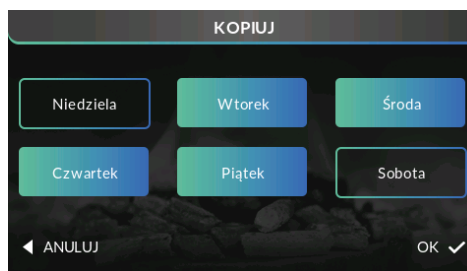 KOPIUJ
Niedziela Wtorek Środa
Czwartek Piątek Sobota
ANULUJ OK